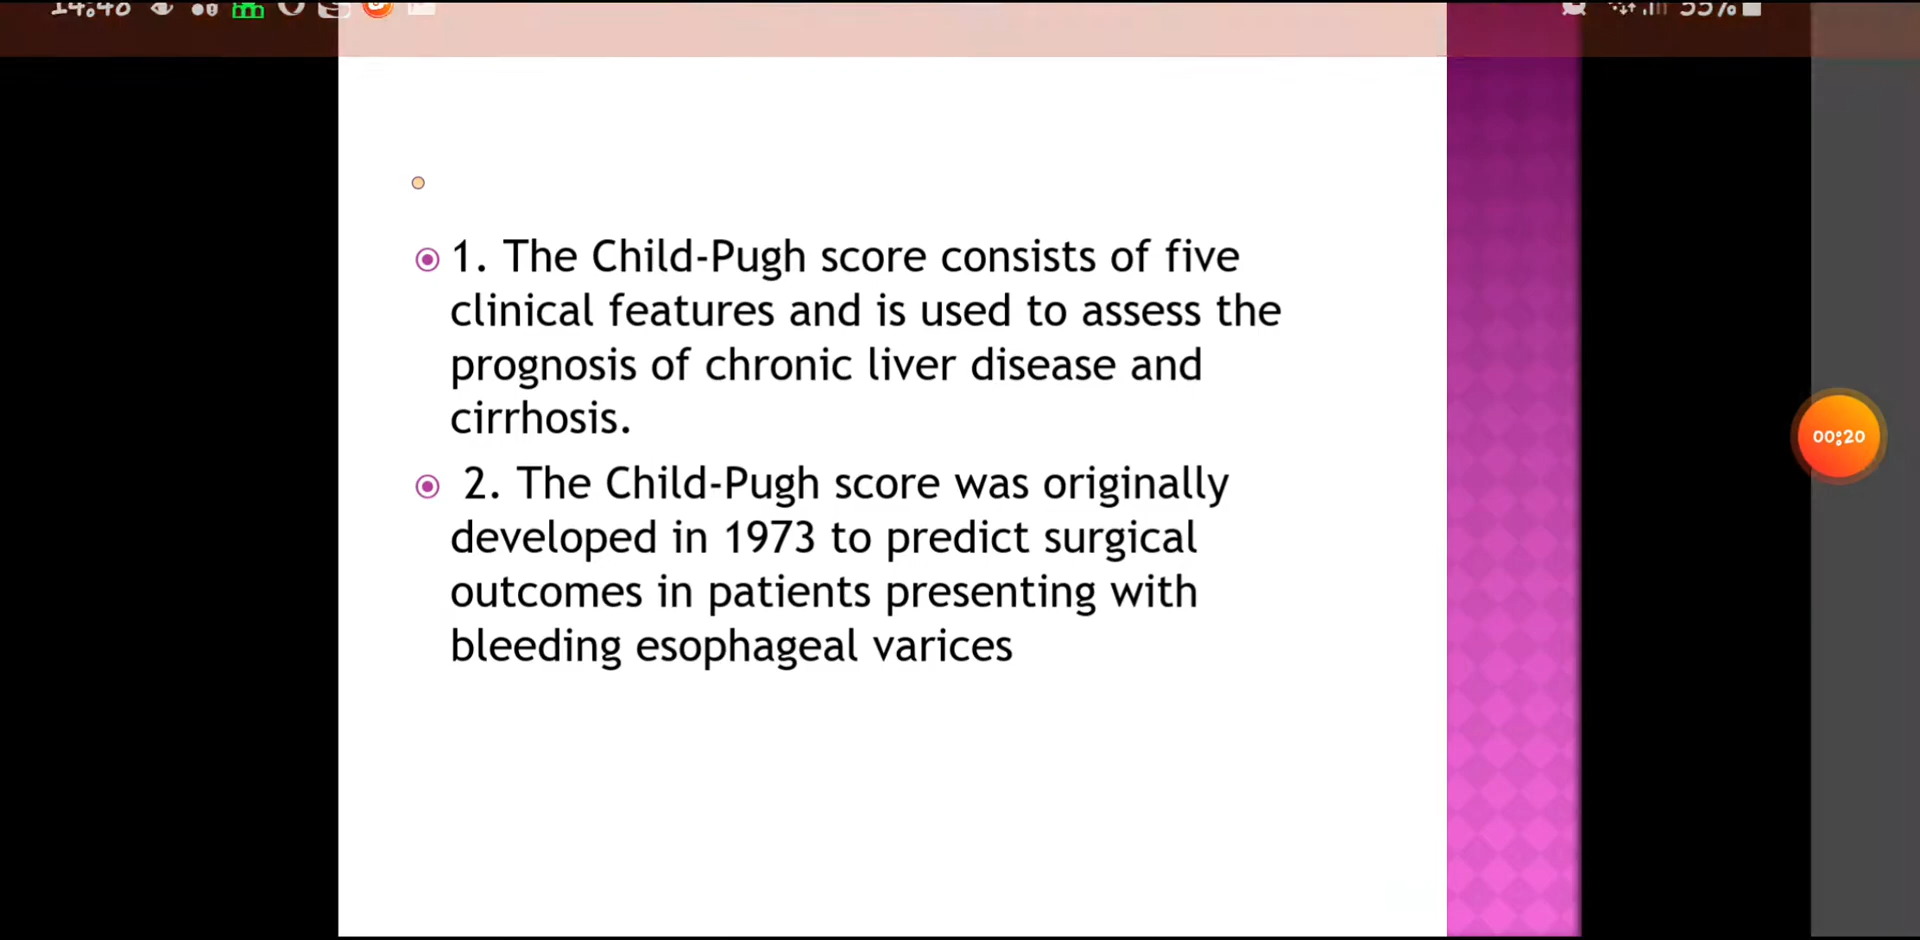 1. The Child-Pugh score consists of five
clinical features and is used to assess the
prognosis of chronic liver disease and
cirrhosis.
2. The Child-Pugh score was originally
developed in 1973 to predict surgical
outcomes in patients presenting with
bleeding esophageal varices
00:20